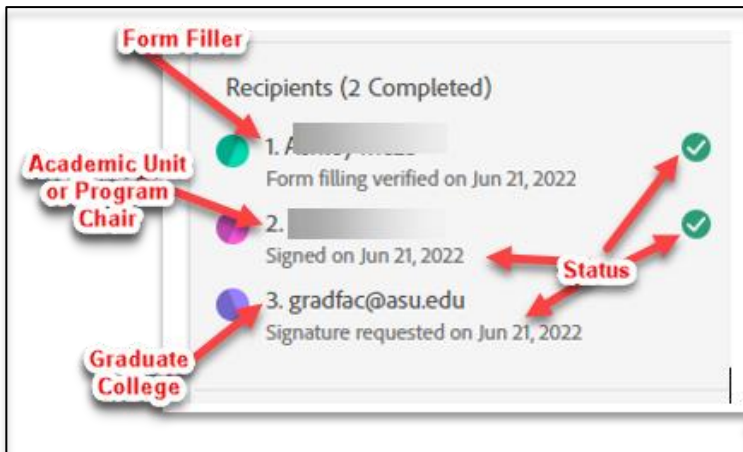 Form Filler
Recipients (2 Completed)
1.
Form filling verified on Jun 21, 2022
Academic Unit
or Program
Chair
2.
Signed on Jun 21, 2022
Status
3. gradfac@asu.edu
Signature requested on Jun 21, 2022
Graduate
College